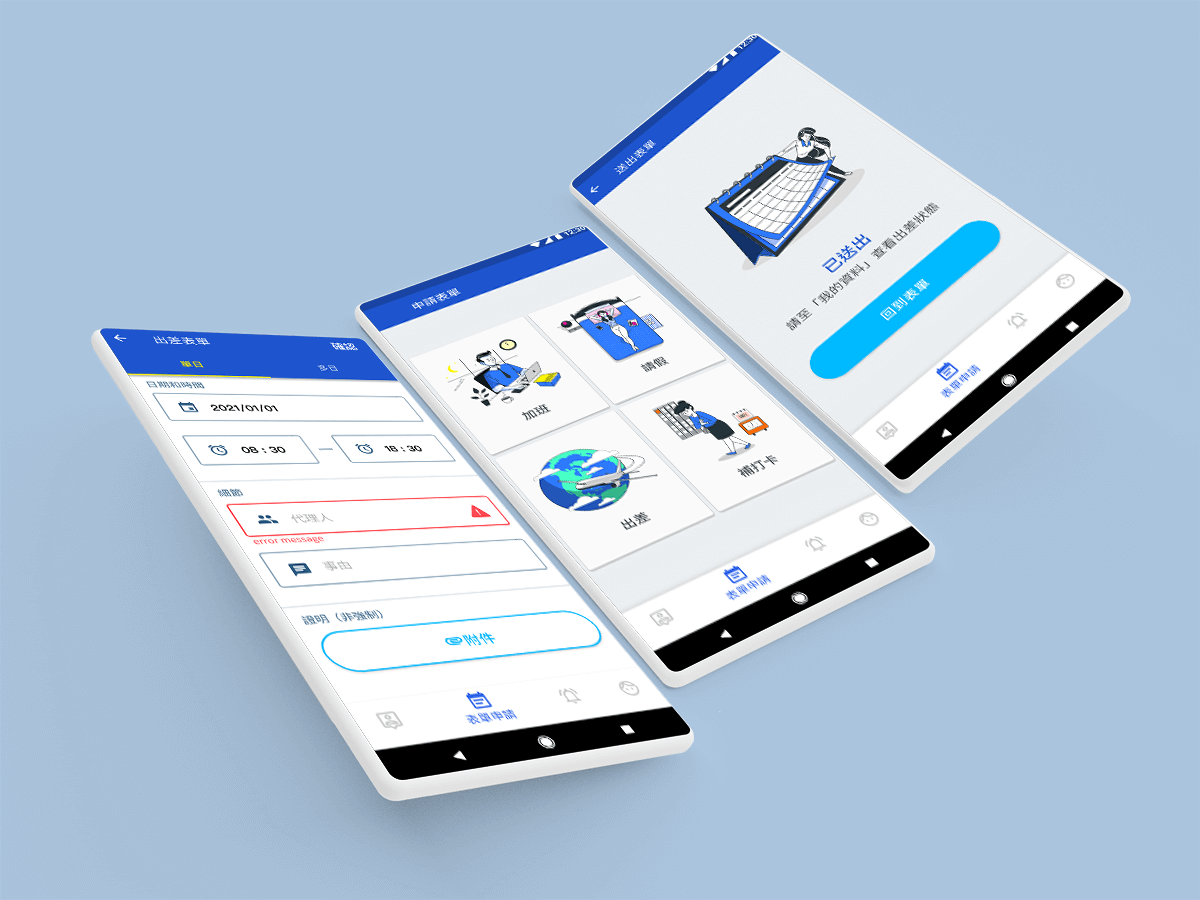 出差表單
確認
單日
多日
日期和時間
2021/01/01
08 : 30
18 : 30
細節
代理人
error message
事由
證明（非強制）
附件
表單申請
12:30
申請表單
加班
請假
出差
補打卡
表單申請
12:30
送出表單
已送出
請至「我的資料」查看出差狀態
回到表單
表單申請